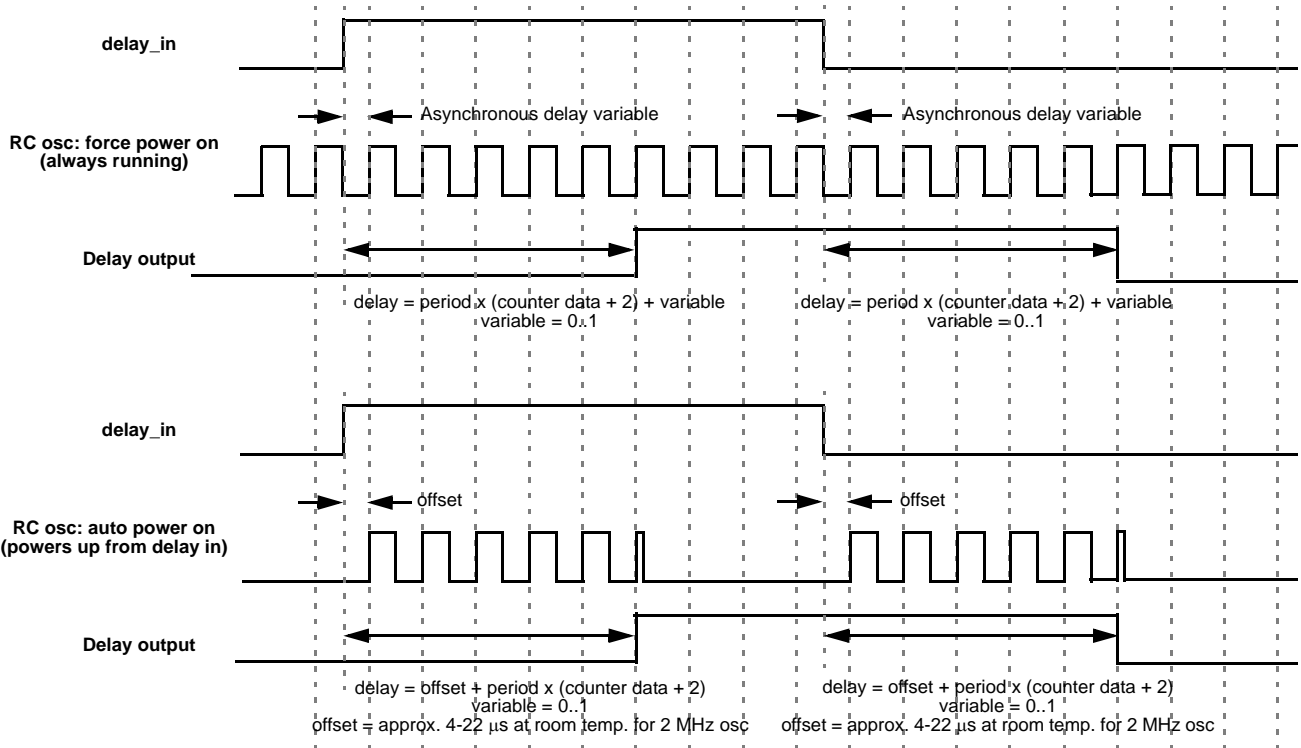 delay_in
Asynchronous delay variable
Asynchronous delay variable
RC osc: force power on
(always running)
Delay output
delay = period x (counter data + 2) + variable
variable = 0..1
delay = period x (counter data + 2) + variable
variable = 0..1
delay_in
offset
offset
RC osc: auto power on
(powers up from delay in)
Delay output
delay = offset + period x (counter data + 2)
variable = 0..1
offset = approx. 4-22 μs at room temp. for 2 MHz osc
delay = offset + period x (counter data + 2)
variable = 0..1
offset = approx. 4-22 μs at room temp. for 2 MHz osc